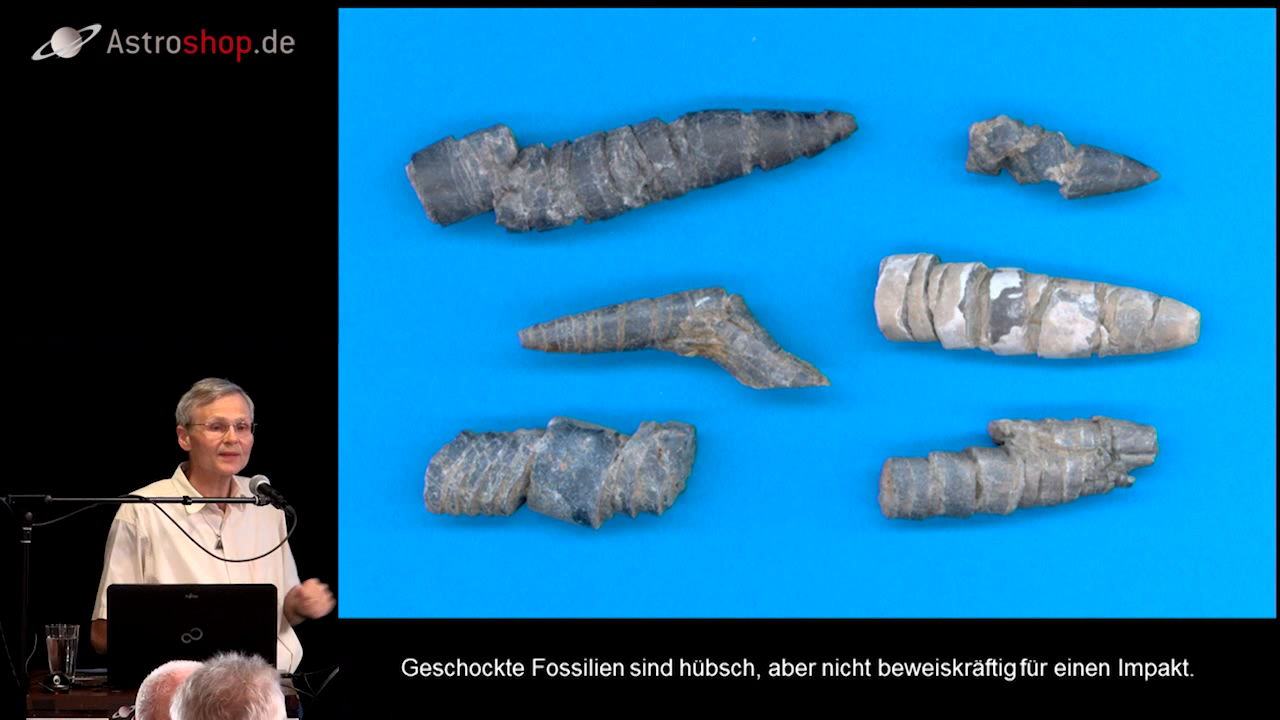 Astroshop.de
Geschockte Fossilien sind hübsch, aber nicht beweiskräftig für einen Impakt.